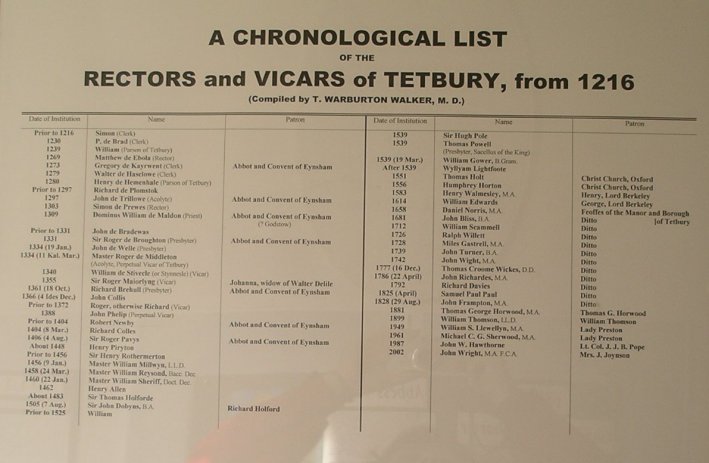 A CHRONOLOGICAL LIST
OF THE
RECTORS and VICARS of TETBURY, from 1216
(Compiled by T. WARBURTON WALKER, M. D.)
Date of Institution Name Patron
Prior to 1216 Simon (Clerk)
1230 P. de Brad (Clerk)
1239 William (Parson of Tetbury)
1269 Matthew de Ebola (Rector)
1273 Gregory de Kayrwent (Clerk) Abbot and Convent of Eynsham
1279 Walter de Haselowe (Clerk)
1280 Henry de Hemenhale (Parson of Tetbury)
Prior to 1297 Richard de Plomstok
1297 John de Trillowe (Acolyte) Abbot and Convent of Eynsham
1303 Simon de Prewes (Rector)
1309 Dominus William de Maldon (Priest) Abbot and Convent of Eynsham
(? Godstow)
Prior to 1331 John de Bradewas
1331 Sir Roger de Broughton (Presbyter) Abbot and Convent of Eynsham
1334 (19 Jan.) John de Welle (Presbyter)
1334 (11 Kal. Mar.) Master Roger de Middleton
(Acolyte, Perpetual Vicar of Tetbury)
1340 William de Stivecle (or Styntesle) (Vicar)
1355 Sir Roger Maiorlyng (Vicar) Johanna, widow of Walter Delile
1361 (18 Oct.) Richard Beehull (Presbyter) Abbot and Convent of Eynsham
1366 (4 Ides Dec.) John Collis
Prior to 1372 Roger, otherwise Richard (Vicar)
1388 John Phelip (Perpetual Vicar)
Prior to 1404 Robert Newby Abbot and Convent of Eynsham
1404 (8 Mar.) Richard Colles
1406 (4 Aug.) Sir Roger Pavys Abbot and Convent of Eynsham
About 1448 Henry Piryton
Prior to 1456 Sir Henry Rothermerton
1456 (9 Jan.) Master William Millwyn, L.L.D.
1458 (24 Mar.) Master William Reysond, Bacc. Dec.
1460 (22 Jan.) Master William Sheriff, Doct. Dec.
1462 Henry Allen
About 1483 Sir Thomas Holforde
1505 (7 Aug.) Sir John Dobyns, B.A. Richard Holford
Prior to 1525 William
Date of Institution Name Patron
1539 Sir Hugh Pole
1539 Thomas Powell
(Presbyter, Sacellus of the King)
1539 (19 Mar.) William Gower, B.Gram.
After 1539 Wyllyam Lightfoote
1551 Thomas Holt Christ Church, Oxford
1556 Humphrey Horton Christ Church, Oxford
1583 Henry Walmesley, M.A. Henry, Lord Berkeley
1614 William Edwards George, Lord Berkeley
1658 Daniel Norris, M.A. Feoffes of the Manor and Borough
1681 John Bliss, B.A. Ditto [of Tetbury
1712 William Scammell Ditto
1726 Ralph Willett Ditto
1728 Miles Gastrell, M.A. Ditto
1739 John Turner, B.A. Ditto
1742 John Wight, M.A. Ditto
1777 (16 Dec.) Thomas Croome Wickes, D.D. Ditto
1786 (22 April) John Richardes, M.A. Ditto
1792 Richard Davies Ditto
1825 (April) Samuel Paul Paul Ditto
1828 (29 Aug.) John Frampton, M.A. Ditto
1881 Thomas George Horwood, M.A. Thomas G. Horwood
1899 William Thomson, LL.D. William Thomson
1949 William S. Llewellyn, M.A. Lady Preston
1961 Michael C. G. Sherwood, M.A. Lady Preston
1987 John W. Hawthorne Lt. Col. J. J. B. Pope
2002 John Wright, M.A. F.C.A. Mrs. J. Joynson